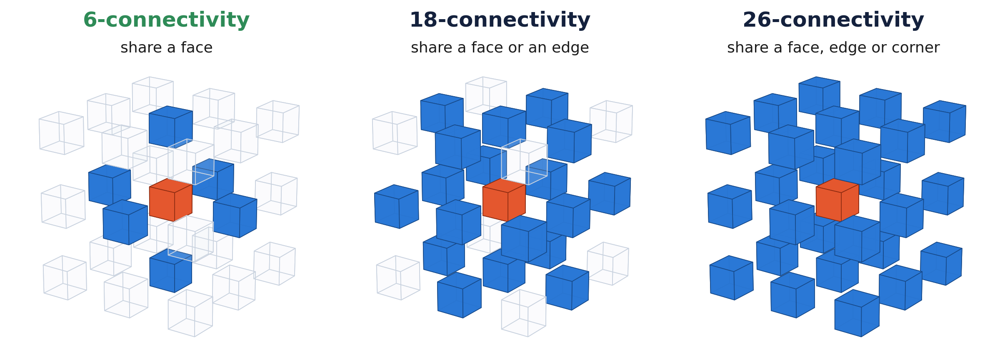 6-connectivity
share a face
18-connectivity
share a face or an edge
26-connectivity
share a face, edge or corner